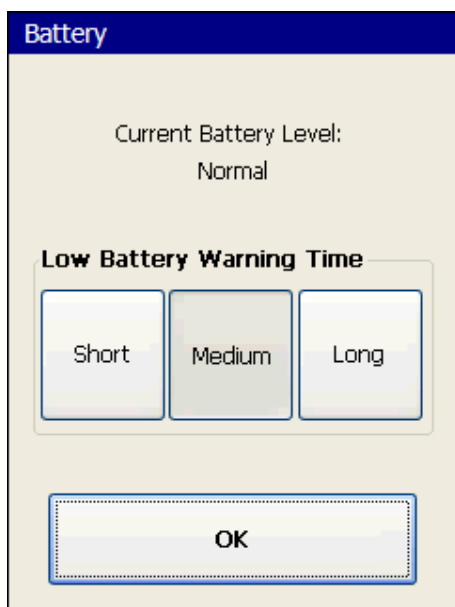 Battery
Current Battery Level:
Normal
Low Battery Warning Time
Short
Medium
Long
OK